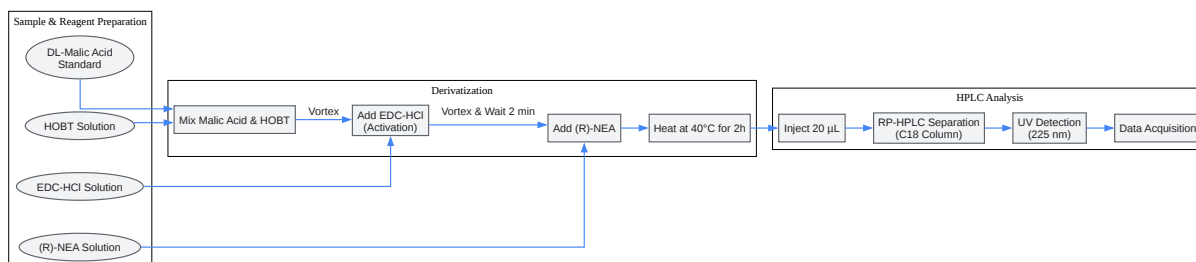 Sample & Reagent Preparation
DL-Malic Acid
Standard
HOBT Solution
EDC-HCl Solution
(R)-NEA Solution
Derivatization
Mix Malic Acid & HOBT
Vortex
Add EDC-HCl
(Activation)
Vortex & Wait 2 min
Add (R)-NEA
Heat at 40°C for 2h
HPLC Analysis
Inject 20 µL
RP-HPLC Separation
(C18 Column)
UV Detection
(225 nm)
Data Acquisition